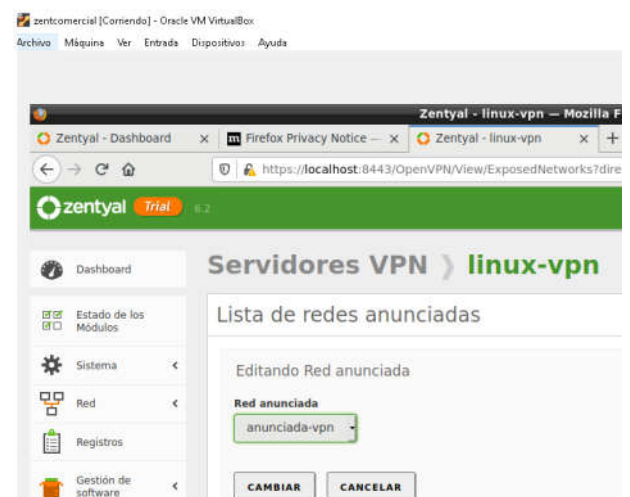 zentcomercial [Corriendo] - Oracle VM VirtualBox
Archivo Máquina Ver Entrada Dispositivos Ayuda
Zentyal - linux-vpn — Mozilla F
Zentyal - Dashboard × m Firefox Privacy Notice — × Zentyal - linux-vpn × +
https://localhost:8443/OpenVPN/View/ExposedNetworks?dire
zentyal Trial 6.2
Dashboard
Servidores VPN linux-vpn
Estado de los
Módulos
Lista de redes anunciadas
Sistema
Editando Red anunciada
Red
Red anunciada
anunciada-vpn
Registros
Gestión de
software
CAMBIAR CANCELAR